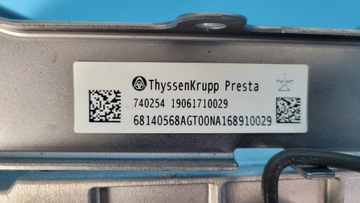 ThyssenKrupp Presta
740254 19061710029
68140568AGT00NA168910029